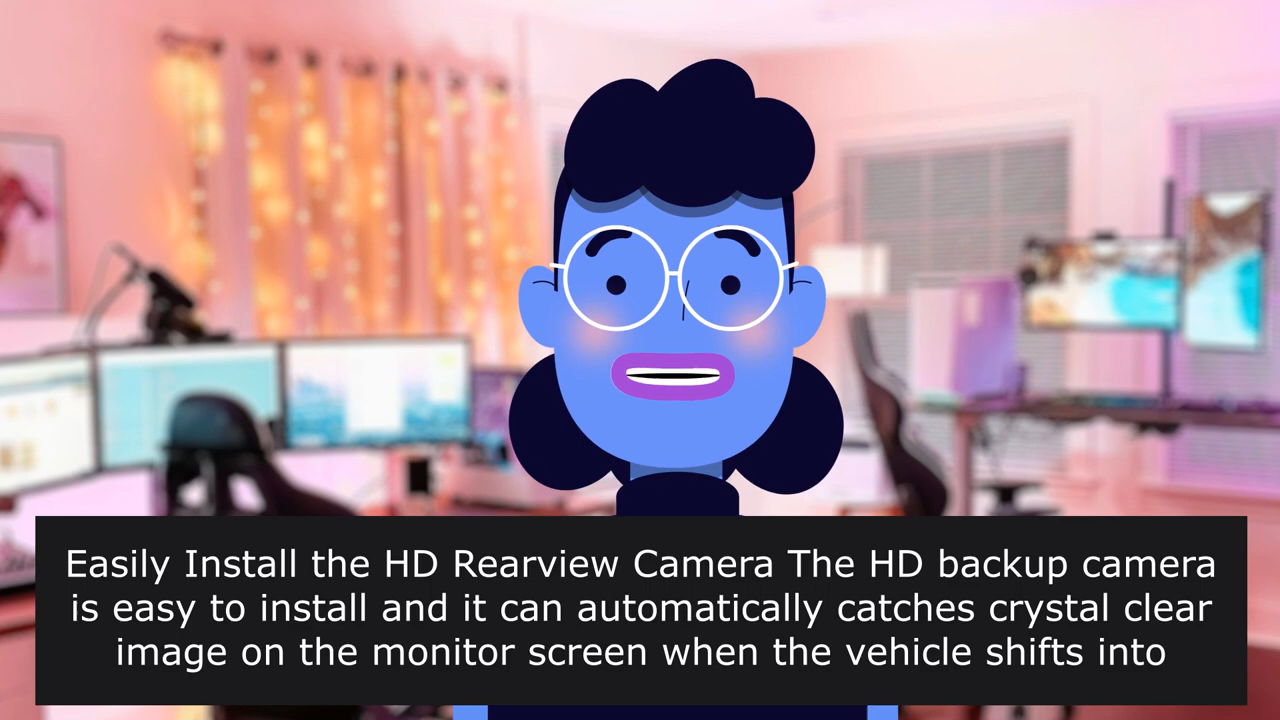 Easily Install the HD Rearview Camera The HD backup camera
is easy to install and it can automatically catches crystal clear
image on the monitor screen when the vehicle shifts into